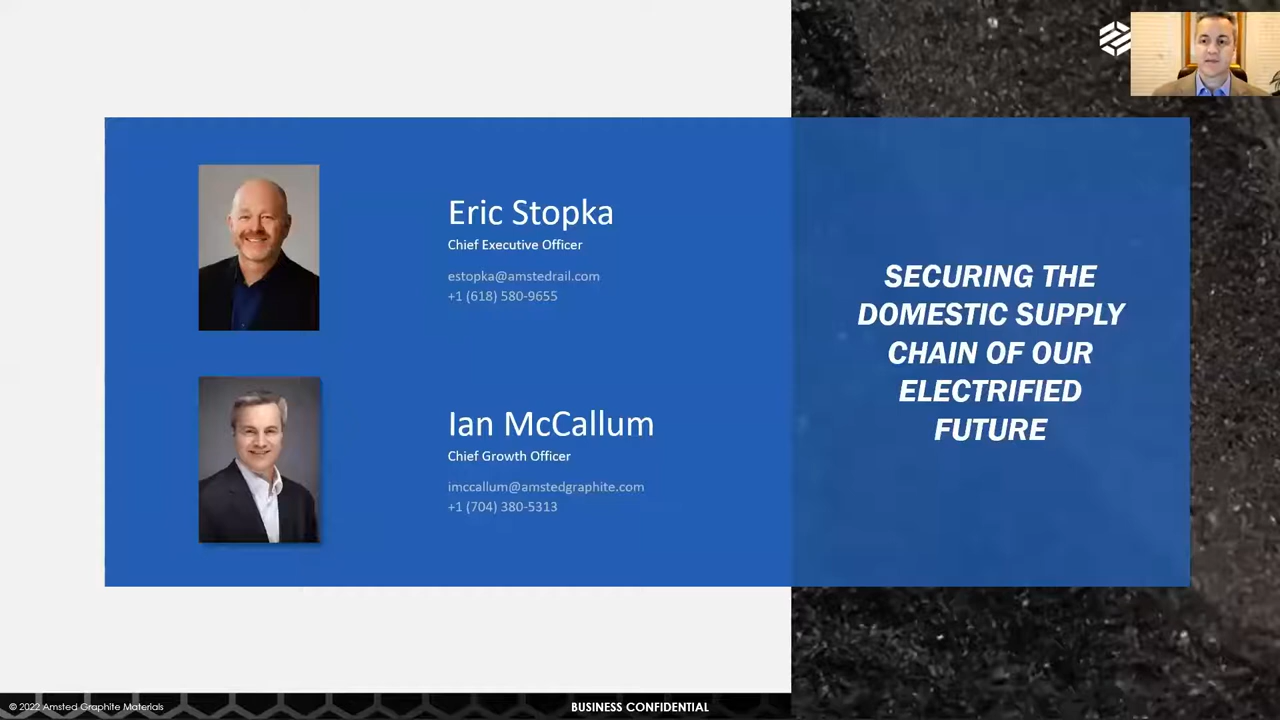 Eric Stopka
Chief Executive Officer
estopka@amstedrail.com
+1 (618) 580-9655
Ian McCallum
Chief Growth Officer
imccallum@amstedgraphite.com
+1 (704) 380-5313
SECURING THE
DOMESTIC SUPPLY
CHAIN OF OUR
ELECTRIFIED
FUTURE
© 2022 Amsted Graphite Materials
BUSINESS CONFIDENTIAL